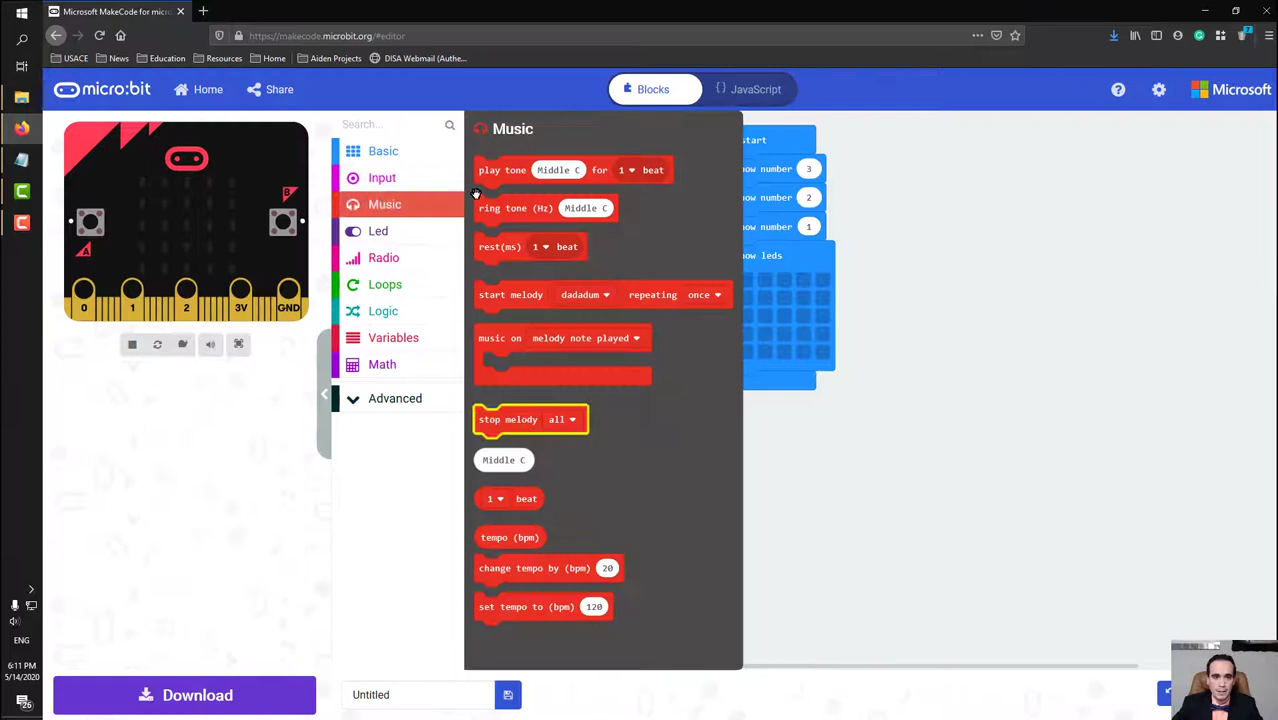 Microsoft MakeCode for micro:
https://makecode.microbit.org/#editor
USACE
News
Education
Resources
Home
Aiden Projects
DISA Webmail (Authe...
7
micro:bit
Home
Share
Blocks
{} JavaScript
Microsoft
Search...
Music
Basic
Input
Music
Led
Radio
Loops
Logic
Variables
Math
Advanced
B
A
0 1 2 3V GND
play tone Middle C for 1 beat
ring tone (Hz) Middle C
rest(ms) 1 beat
start melody dadadum repeating once
music on melody note played
stop melody all
Middle C
1 beat
tempo (bpm)
change tempo by (bpm) 20
set tempo to (bpm) 120
start
ow number 3
ow number 2
ow number 1
ow leds
ENG
6:11 PM
5/14/2020
26
Download
Untitled